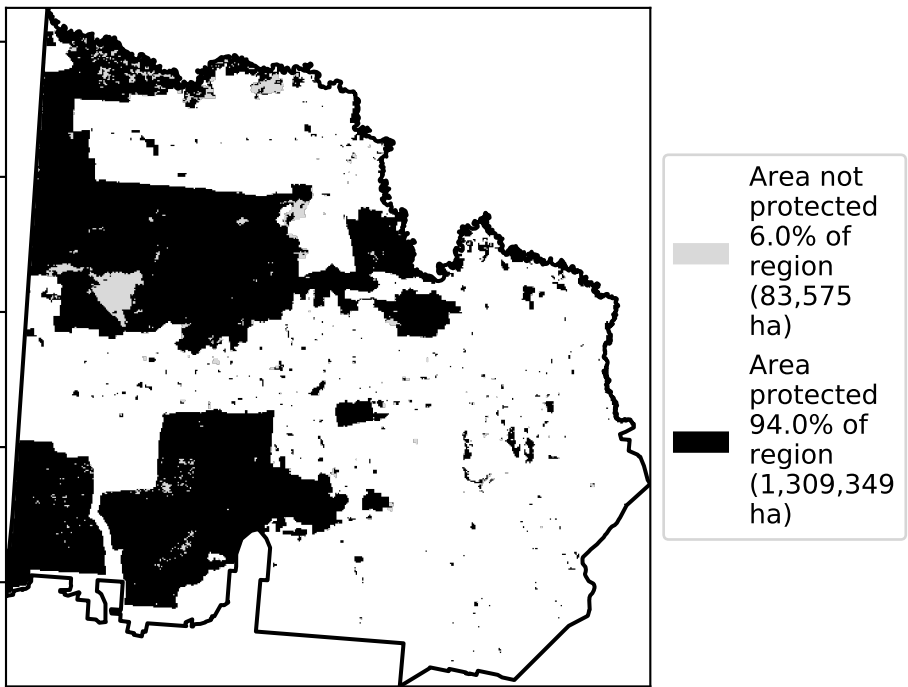 Area not
protected
6.0% of
region
(83,575
ha)
Area
protected
94.0% of
region
(1,309,349
ha)